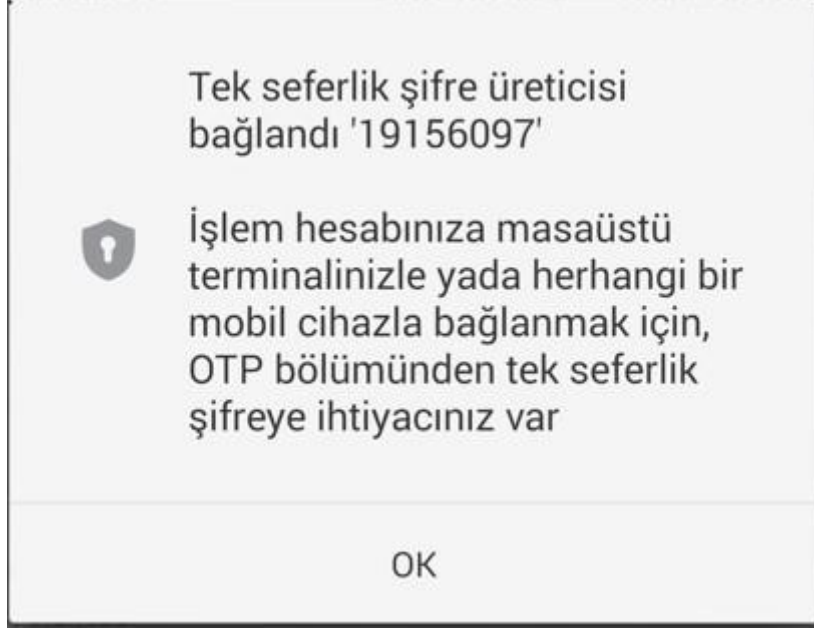 Tek seferlik şifre üreticisi
bağlandı '19156097'
İşlem hesabınıza masaüstü
terminalinizle yada herhangi bir
mobil cihazla bağlanmak için,
OTP bölümünden tek seferlik
şifreye ihtiyacınız var
OK